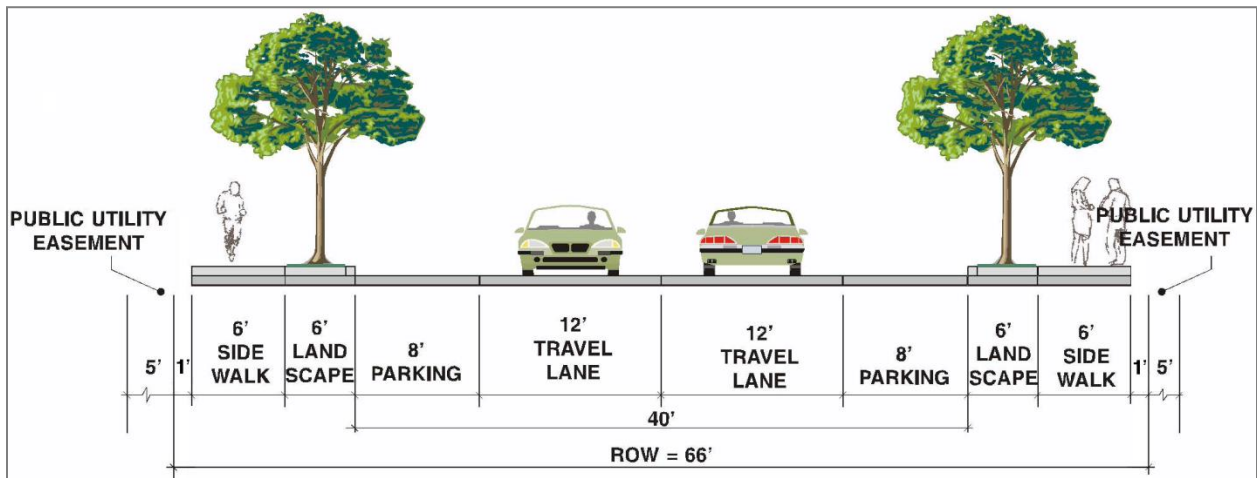 PUBLIC UTILITY
EASEMENT
PUBLIC UTILITY
EASEMENT
5’
1’
6’
SIDE
WALK
6’
LAND
SCAPE
8’
PARKING
12’
TRAVEL
LANE
12’
TRAVEL
LANE
8’
PARKING
6’
LAND
SCAPE
6’
SIDE
WALK
1’
5’
40’
ROW = 66’